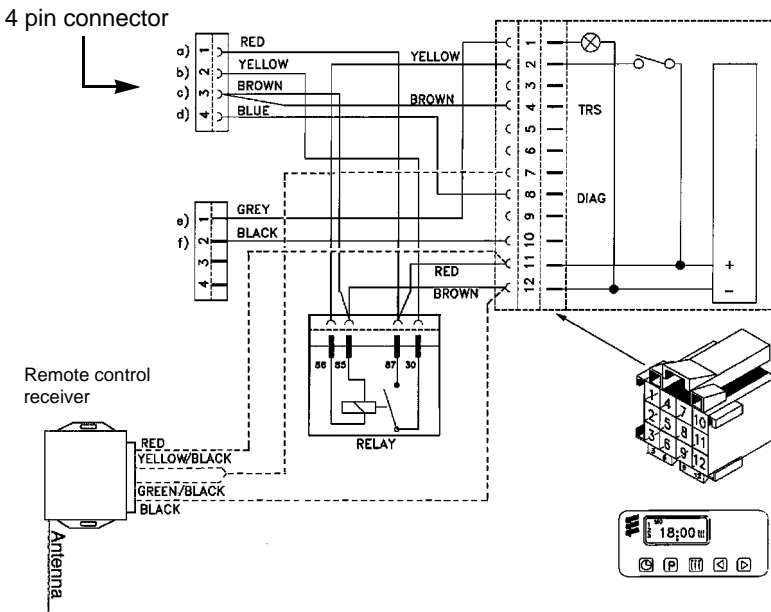 4 pin connector
a) 1 RED
b) 2 YELLOW
c) 3 BROWN
d) 4 BLUE
e) 1 GREY
f) 2 BLACK
3
4
YELLOW
BROWN
RED
BROWN
1
2
3
4 TRS
5
6
7
8 DIAG
9
10
11 +
12 −
86 85 87 30
RELAY
Remote control
receiver
RED
YELLOW/BLACK
GREEN/BLACK
BLACK
Antenna
1 4 7 10
2 5 8 11
3 6 9 12
18:00
P